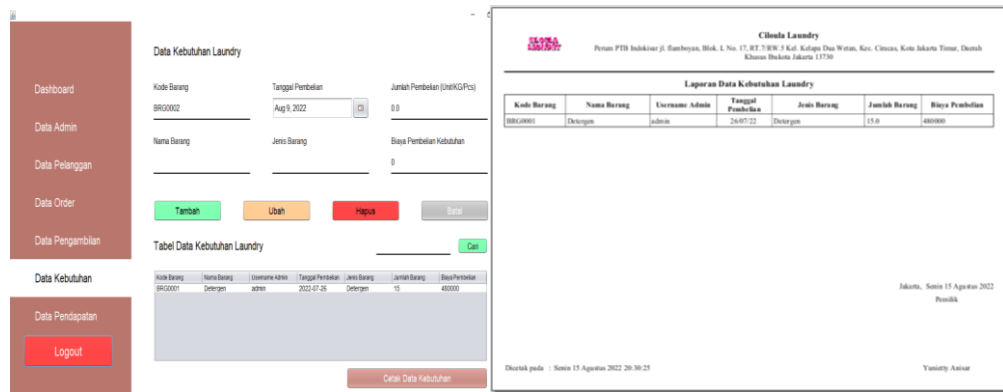 Dashboard
Data Admin
Data Pelanggan
Data Order
Data Pengambilan
Data Kebutuhan
Data Pendapatan
Logout
Data Kebutuhan Laundry
Kode Barang Tanggal Pembelian Jumlah Pembelian (Unit/KG/Pcs)
BRG0002 Aug 9, 2022 0.0
Nama Barang Jenis Barang Biaya Pembelian Kebutuhan
0
Tambah Ubah Hapus Batal
Tabel Data Kebutuhan Laundry Cari
Kode Barang Nama Barang Username Admin Tanggal Pembelian Jenis Barang Jumlah Barang Biaya Pembelian
BRG0001 Detergen admin 2022-07-26 Detergen 15 480000
Cetak Data Kebutuhan
Ciloula Laundry
Perum PTB Indokisar jl. flamboyan, Blok. L No. 17, RT.7/RW.5 Kel. Kelapa Dua Wetan, Kec. Ciracas, Kota Jakarta Timur, Daerah
Khusus Ibukota Jakarta 13730
Laporan Data Kebutuhan Laundry
Kode Barang Nama Barang Username Admin Tanggal Pembelian Jenis Barang Jumlah Barang Biaya Pembelian
BRG0001 Detergen admin 26/07/22 Detergen 15.0 480000
Jakarta, Senin 15 Agustus 2022
Pemilik
Dicetak pada : Senin 15 Agustus 2022 20:30:25 Yunietty Anisar